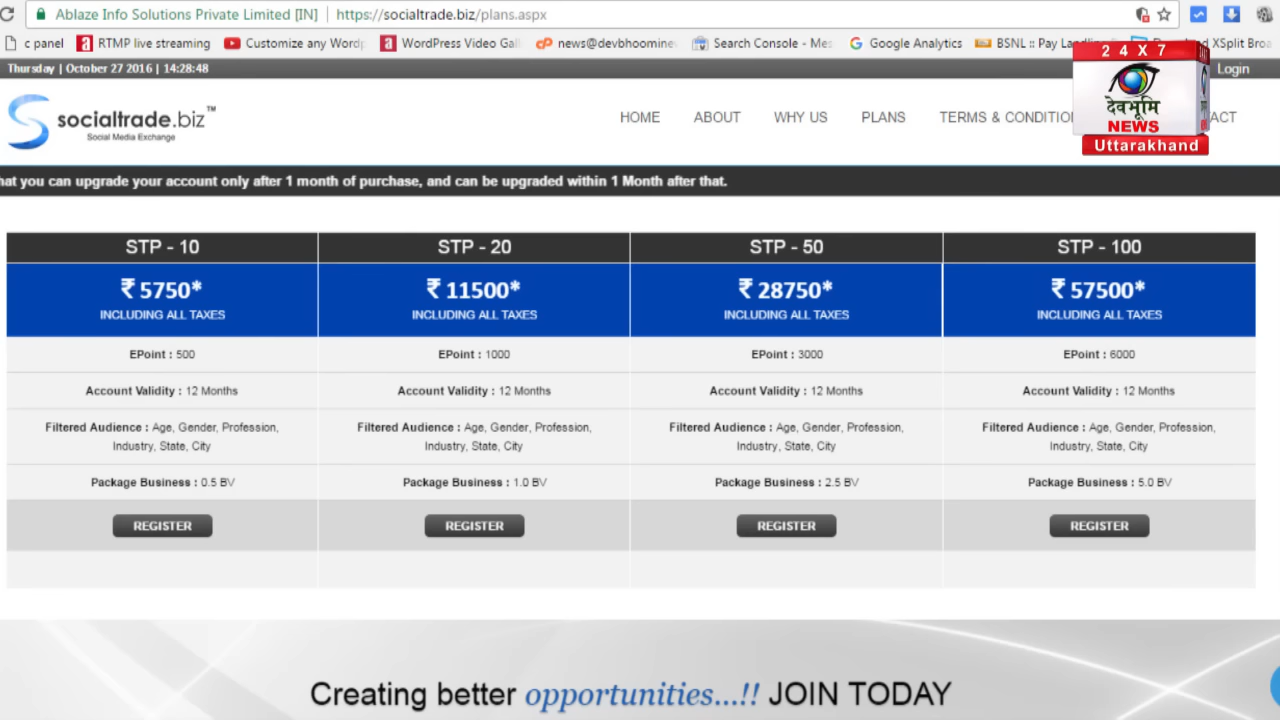 Ablaze Info Solutions Private Limited [IN] https://socialtrade.biz/plans.aspx
c panel RTMP live streaming Customize any Word WordPress Video Gal news@devbhoomine Search Console - Mes Google Analytics BSNL :: Pay Landlin XSplit Broa
Thursday | October 27 2016 | 14:28:48 Login
24X7
देवभूमि
NEWS
Uttarakhand
socialtrade.biz™
Social Media Exchange
HOME ABOUT WHY US PLANS TERMS & CONDITIO ACT
hat you can upgrade your account only after 1 month of purchase, and can be upgraded within 1 Month after that.
STP - 10 STP - 20 STP - 50 STP - 100
₹ 5750* ₹ 11500* ₹ 28750* ₹ 57500*
INCLUDING ALL TAXES INCLUDING ALL TAXES INCLUDING ALL TAXES INCLUDING ALL TAXES
EPoint : 500 EPoint : 1000 EPoint : 3000 EPoint : 6000
Account Validity : 12 Months Account Validity : 12 Months Account Validity : 12 Months Account Validity : 12 Months
Filtered Audience : Age, Gender, Profession, Filtered Audience : Age, Gender, Profession, Filtered Audience : Age, Gender, Profession, Filtered Audience : Age, Gender, Profession,
Industry, State, City Industry, State, City Industry, State, City Industry, State, City
Package Business : 0.5 BV Package Business : 1.0 BV Package Business : 2.5 BV Package Business : 5.0 BV
REGISTER REGISTER REGISTER REGISTER
Creating better opportunities...!! JOIN TODAY